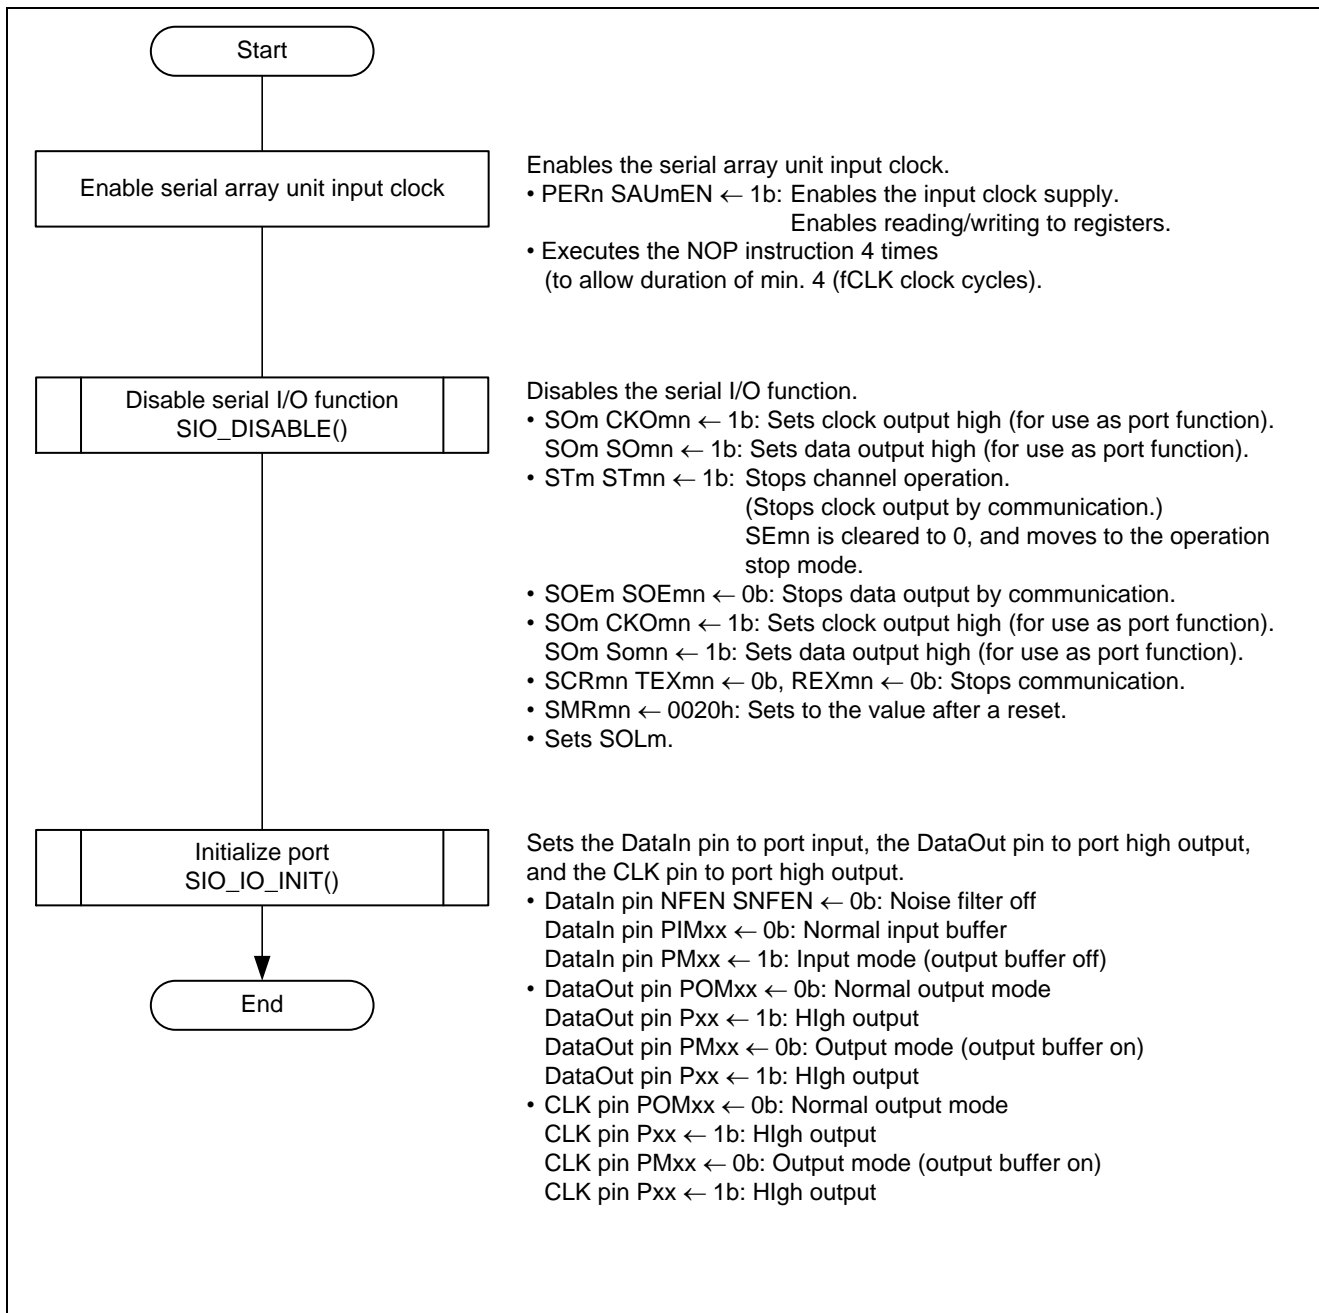 Start
Enable serial array unit input clock
Enables the serial array unit input clock.
• PERn SAUmEN ← 1b: Enables the input clock supply.
Enables reading/writing to registers.
• Executes the NOP instruction 4 times
(to allow duration of min. 4 (fCLK clock cycles).
Disable serial I/O function
SIO_DISABLE()
Disables the serial I/O function.
• SOm CKOmn ← 1b: Sets clock output high (for use as port function).
SOm SOmn ← 1b: Sets data output high (for use as port function).
• STm STmn ← 1b: Stops channel operation.
(Stops clock output by communication.)
SEmn is cleared to 0, and moves to the operation
stop mode.
• SOEm SOEmn ← 0b: Stops data output by communication.
• SOm CKOmn ← 1b: Sets clock output high (for use as port function).
SOm Somn ← 1b: Sets data output high (for use as port function).
• SCRmn TEXmn ← 0b, REXmn ← 0b: Stops communication.
• SMRmn ← 0020h: Sets to the value after a reset.
• Sets SOLm.
Initialize port
SIO_IO_INIT()
Sets the DataIn pin to port input, the DataOut pin to port high output,
and the CLK pin to port high output.
• DataIn pin NFEN SNFEN ← 0b: Noise filter off
DataIn pin PIMxx ← 0b: Normal input buffer
DataIn pin PMxx ← 1b: Input mode (output buffer off)
• DataOut pin POMxx ← 0b: Normal output mode
DataOut pin Pxx ← 1b: HIgh output
DataOut pin PMxx ← 0b: Output mode (output buffer on)
DataOut pin Pxx ← 1b: HIgh output
• CLK pin POMxx ← 0b: Normal output mode
CLK pin Pxx ← 1b: HIgh output
CLK pin PMxx ← 0b: Output mode (output buffer on)
CLK pin Pxx ← 1b: HIgh output
End